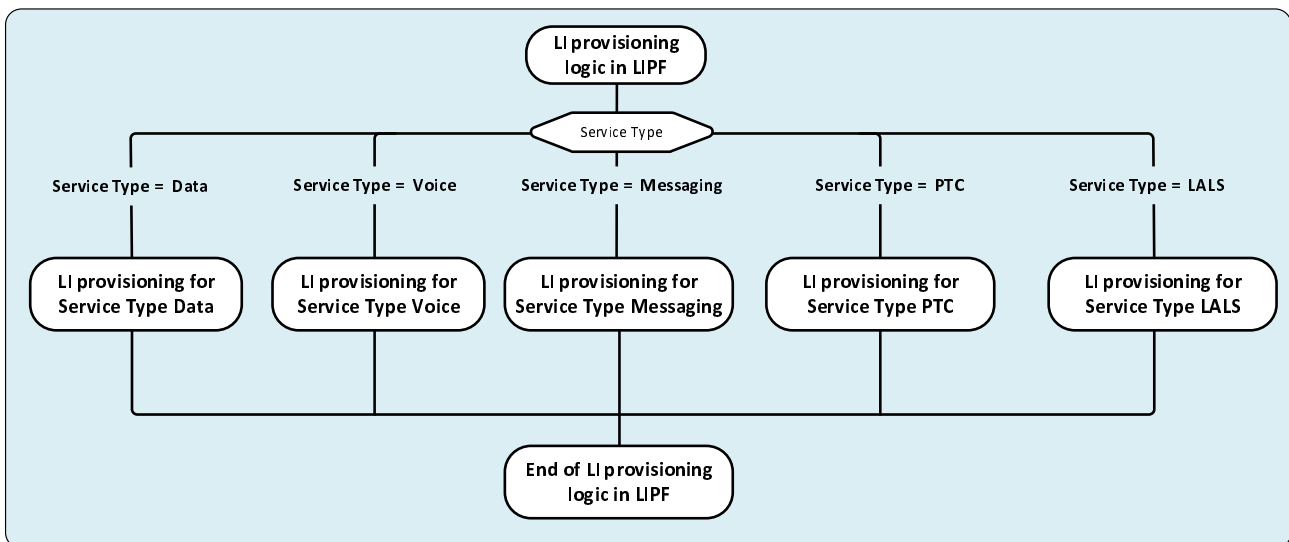 LI provisioning
logic in LIPF
Service Type
Service Type = Data
Service Type = Voice
Service Type = Messaging
Service Type = PTC
Service Type = LALS
LI provisioning for
Service Type Data
LI provisioning for
Service Type Voice
LI provisioning for
Service Type Messaging
LI provisioning for
Service Type PTC
LI provisioning for
Service Type LALS
End of LI provisioning
logic in LIPF